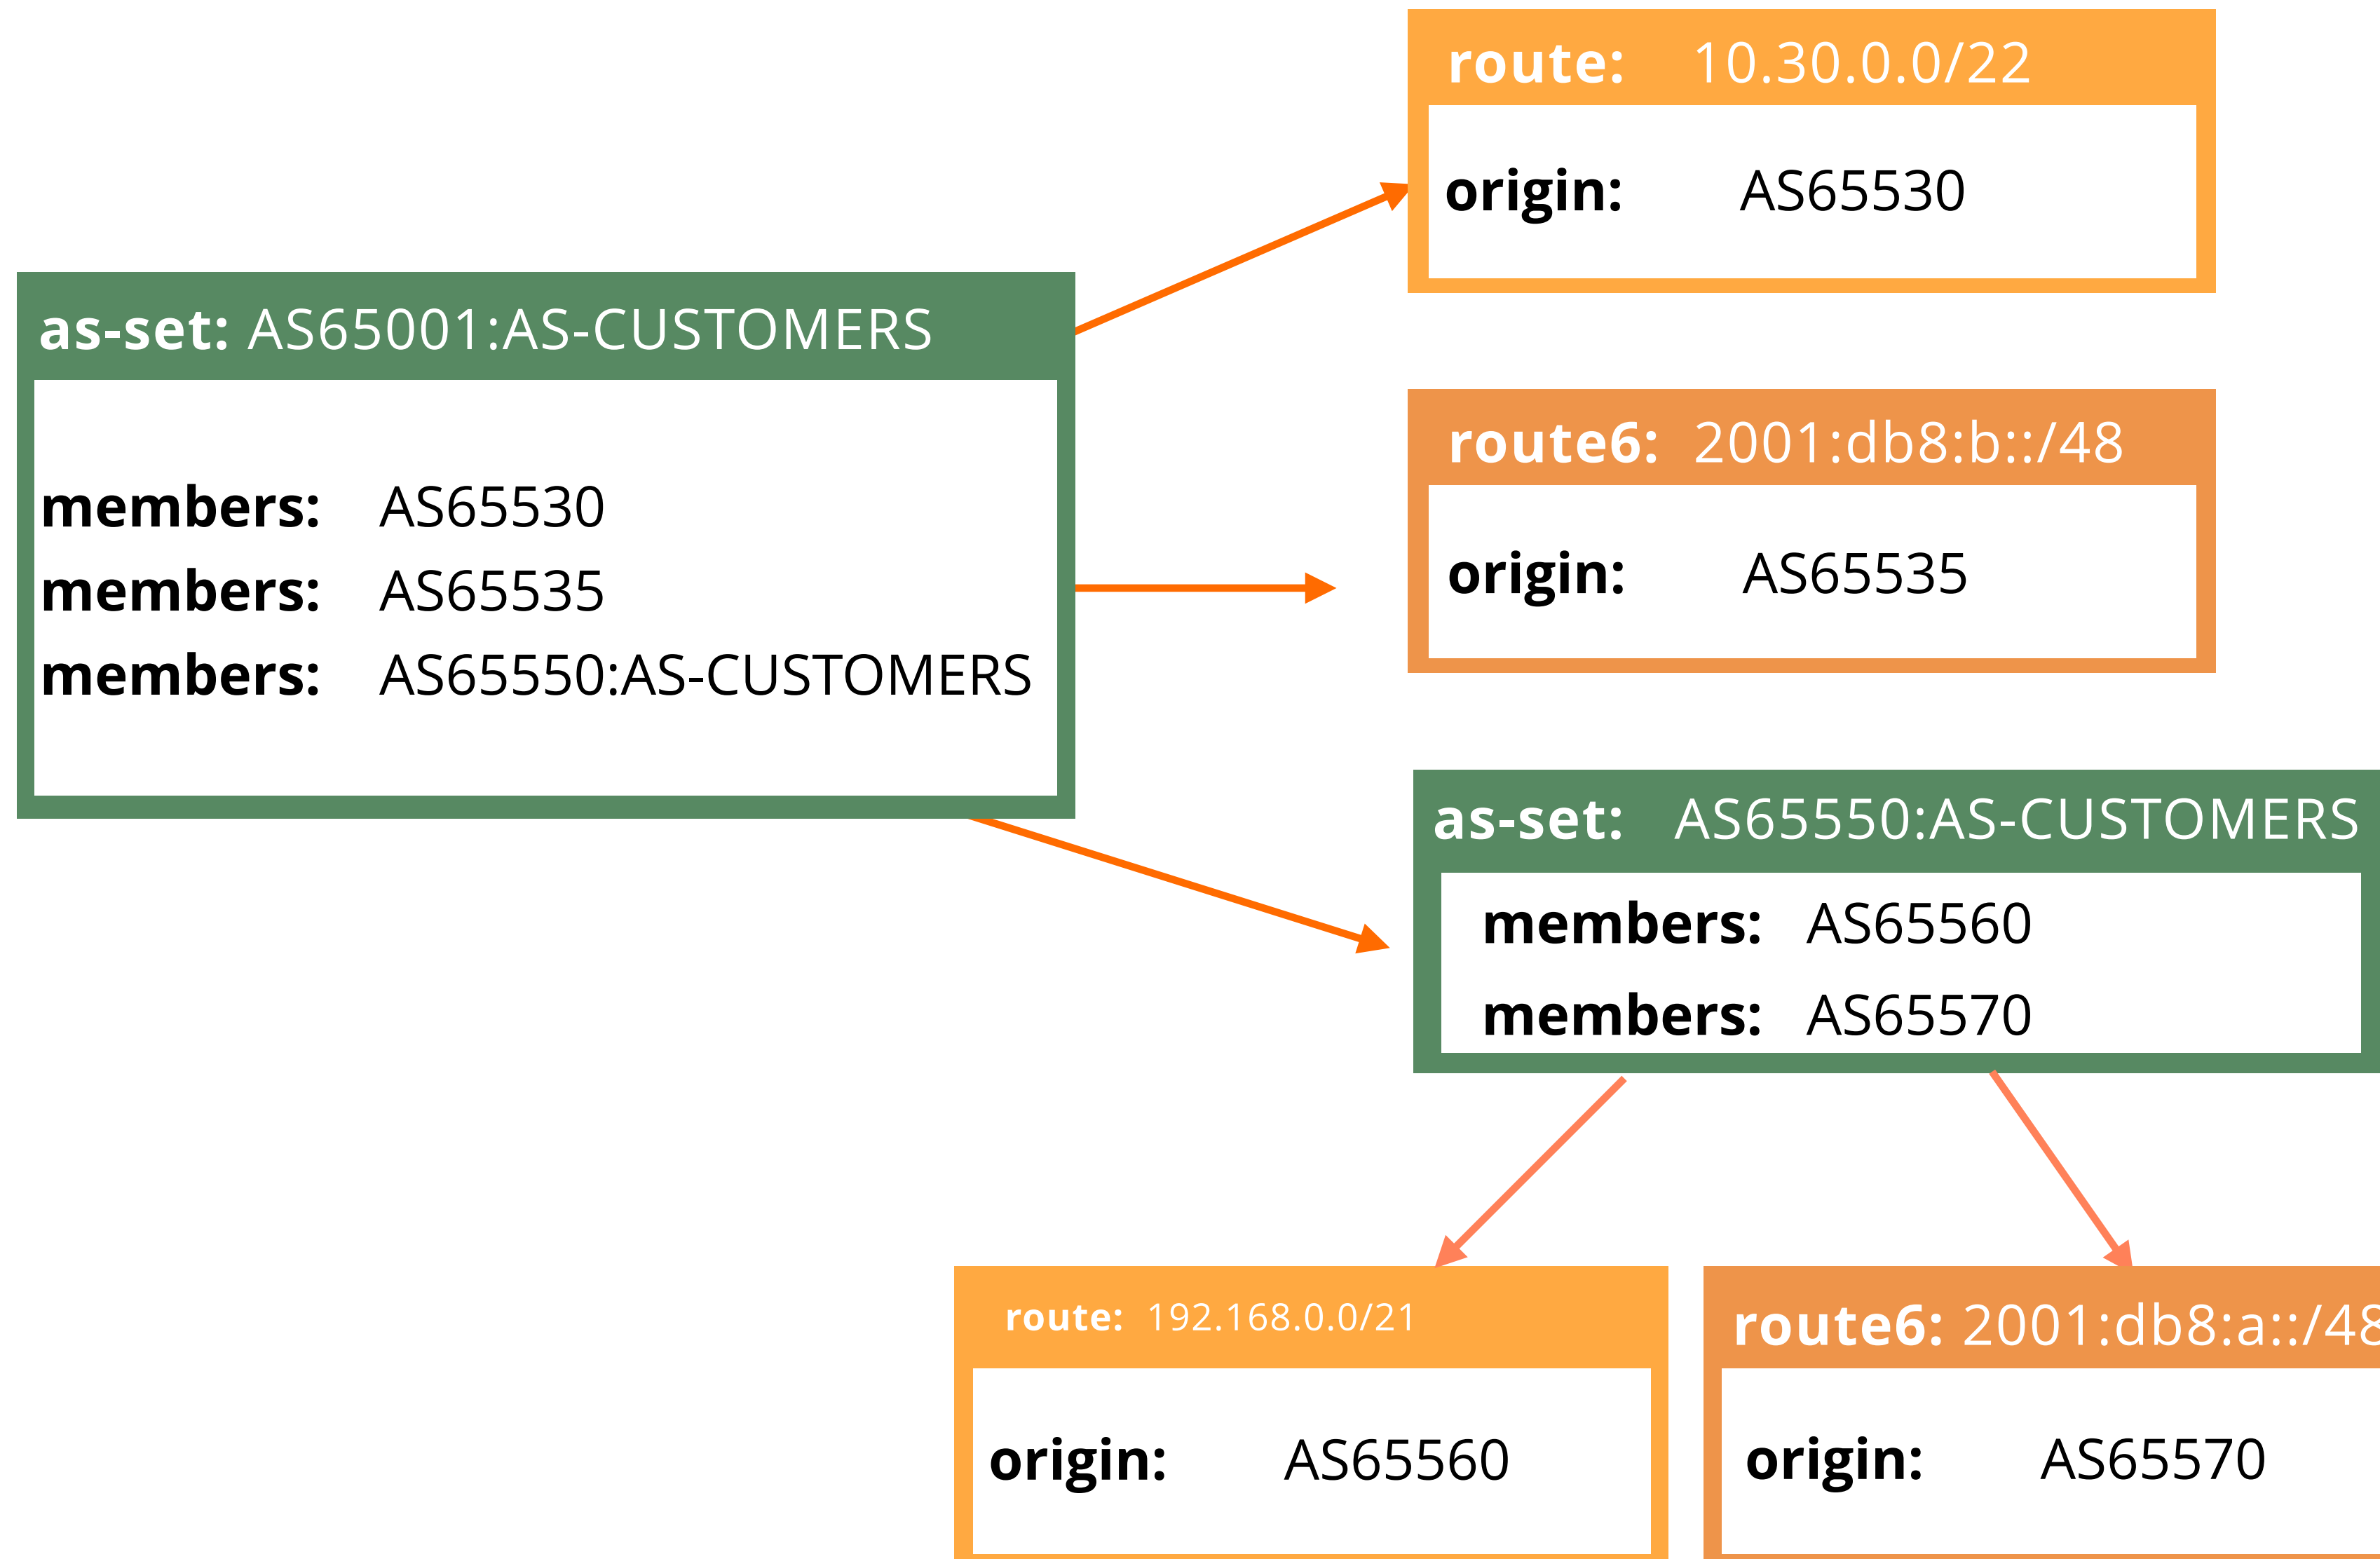 route: 10.30.0.0/22
origin: AS65530
as-set: AS65001:AS-CUSTOMERS
members: AS65530
members: AS65535
members: AS65550:AS-CUSTOMERS
route6: 2001:db8:b::/48
origin: AS65535
as-set: AS65550:AS-CUSTOMERS
members: AS65560
members: AS65570
route: 192.168.0.0/21
origin: AS65560
route6: 2001:db8:a::/48
origin: AS65570